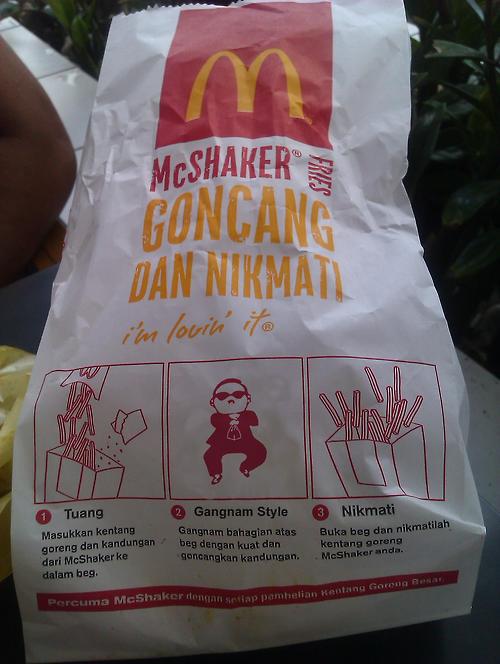 McSHAKER® FRIES
GONCANG
DAN NIKMATI
i'm lovin' it®
1 Tuang
Masukkan kentang
goreng dan kandungan
dari McShaker ke
dalam beg.
2 Gangnam Style
Gangnam bahagian atas
beg dengan kuat dan
goncangkan kandungan.
3 Nikmati
Buka beg dan nikmatilah
kentang goreng
McShaker anda.
Percuma McShaker dengan setiap pembelian Kentang Goreng Besar.